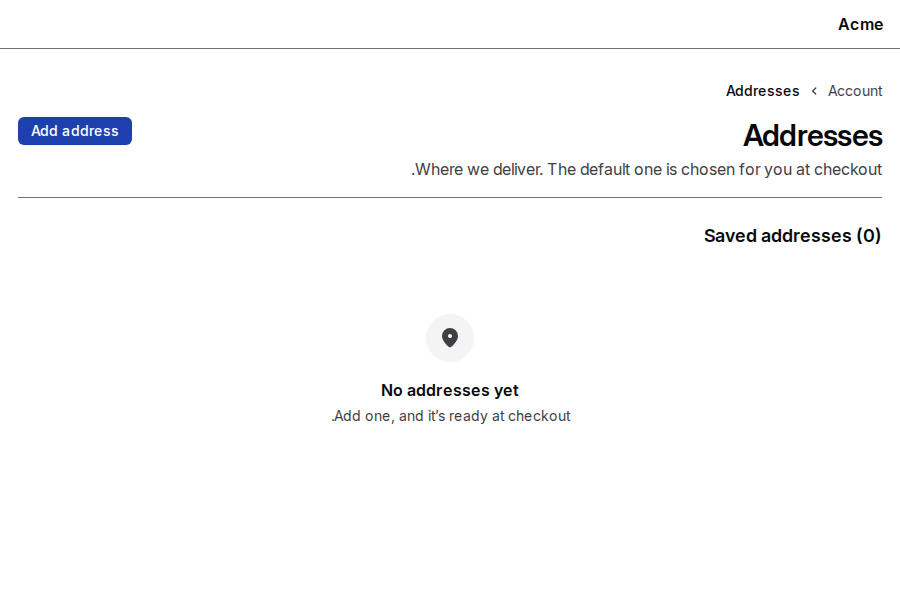 Acme
Account
Addresses
Addresses
Add address
Where we deliver. The default one is chosen for you at checkout.
Saved addresses (0)
No addresses yet
Add one, and it’s ready at checkout.